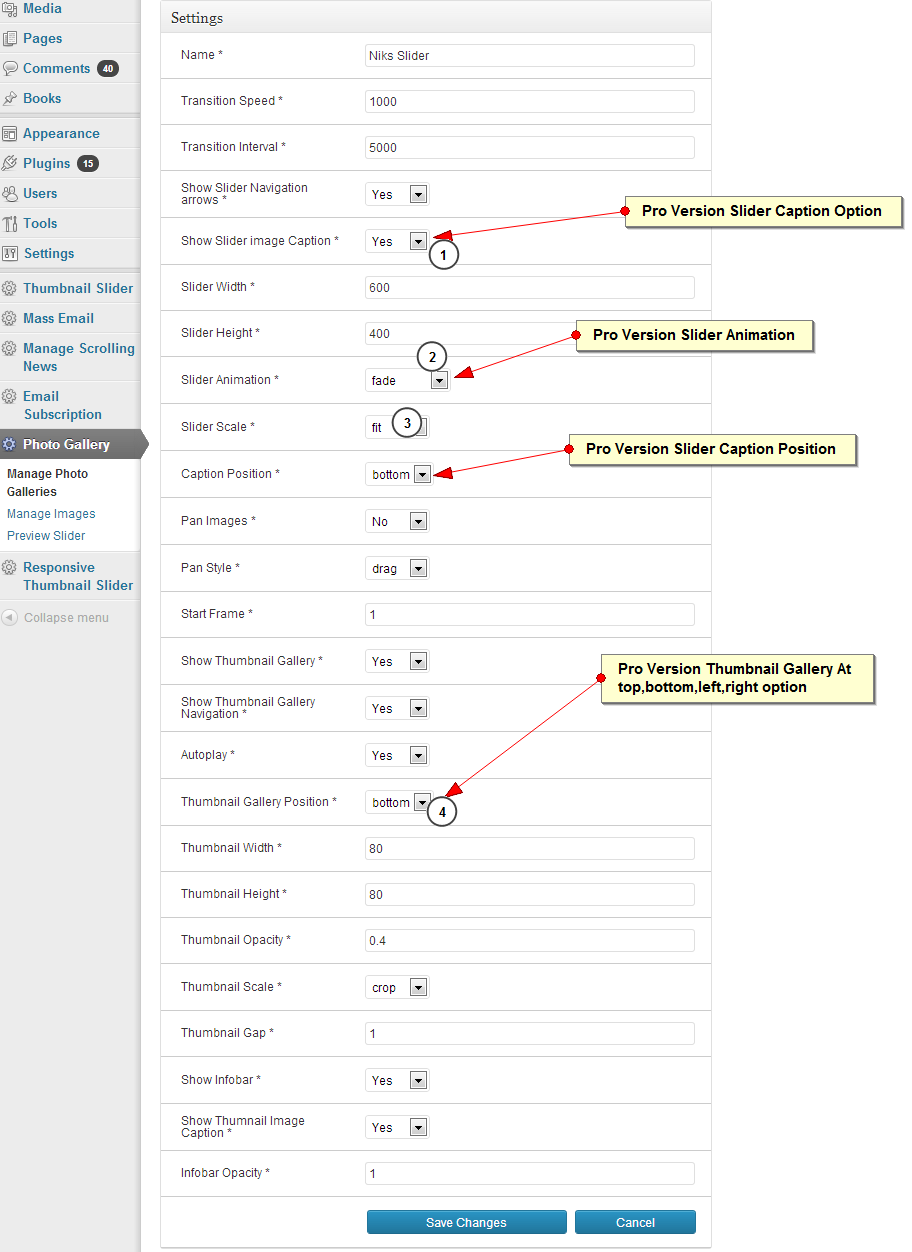 Media
Pages
Comments 40
Books
Appearance
Plugins 15
Users
Tools
Settings
Thumbnail Slider
Mass Email
Manage Scrolling
News
Email
Subscription
Photo Gallery
Manage Photo
Galleries
Manage Images
Preview Slider
Responsive
Thumbnail Slider
Collapse menu
Settings
Name * Niks Slider
Transition Speed * 1000
Transition Interval * 5000
Show Slider Navigation
arrows * Yes
Pro Version Slider Caption Option
Show Slider image Caption * Yes
1
Slider Width * 600
Slider Height * 400
Pro Version Slider Animation
2
Slider Animation * fade
Slider Scale * fit 3
Pro Version Slider Caption Position
Caption Position * bottom
Pan Images * No
Pan Style * drag
Start Frame * 1
Show Thumbnail Gallery * Yes
Pro Version Thumbnail Gallery At
top,bottom,left,right option
Show Thumbnail Gallery
Navigation * Yes
Autoplay * Yes
Thumbnail Gallery Position * bottom
4
Thumbnail Width * 80
Thumbnail Height * 80
Thumbnail Opacity * 0.4
Thumbnail Scale * crop
Thumbnail Gap * 1
Show Infobar * Yes
Show Thumnail Image
Caption * Yes
Infobar Opacity * 1
Save Changes Cancel